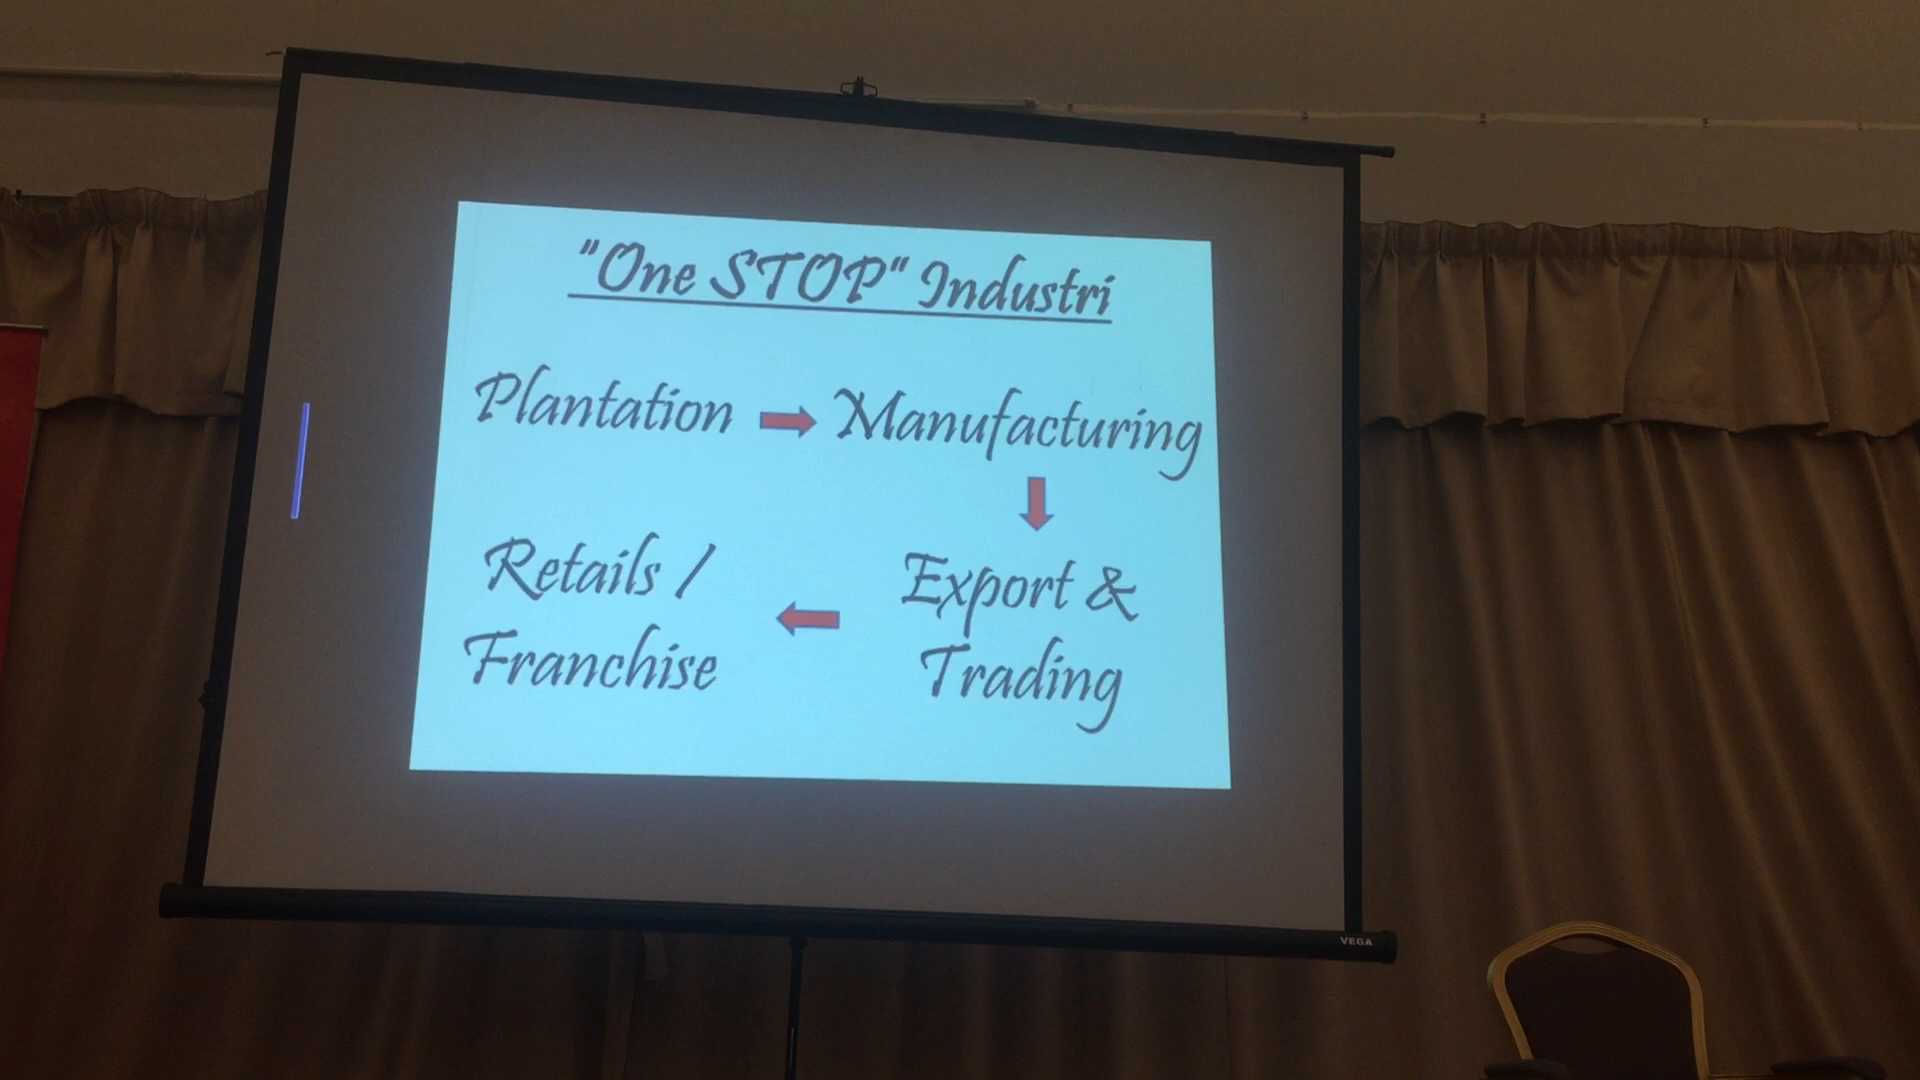 "One STOP" Industri
Plantation
Manufacturing
Export &
Trading
Retails /
Franchise
VEGA